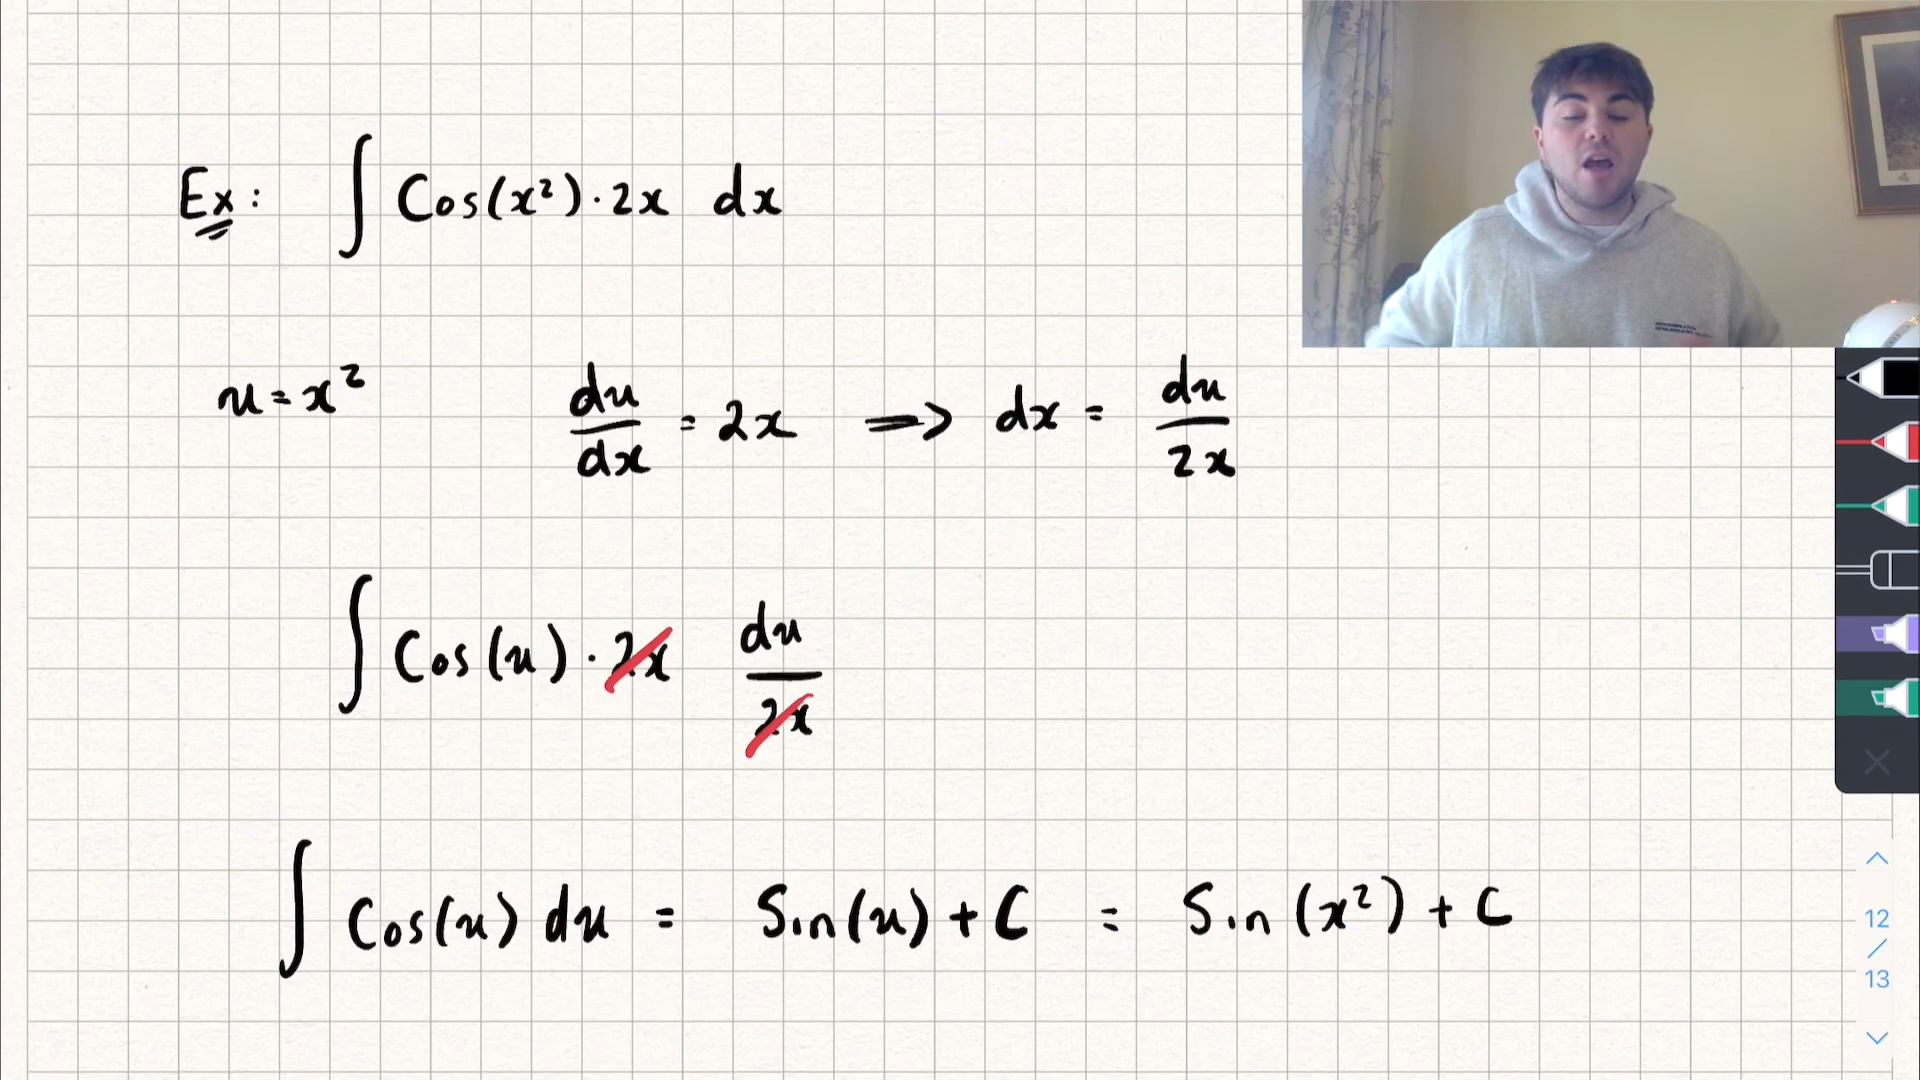 Ex: ∫ Cos(x²)·2x dx
u = x² du/dx = 2x => dx = du/2x
∫ Cos(u)·2x du/2x
∫ Cos(u) du = Sin(u) + C = Sin(x²) + C
12
/
13